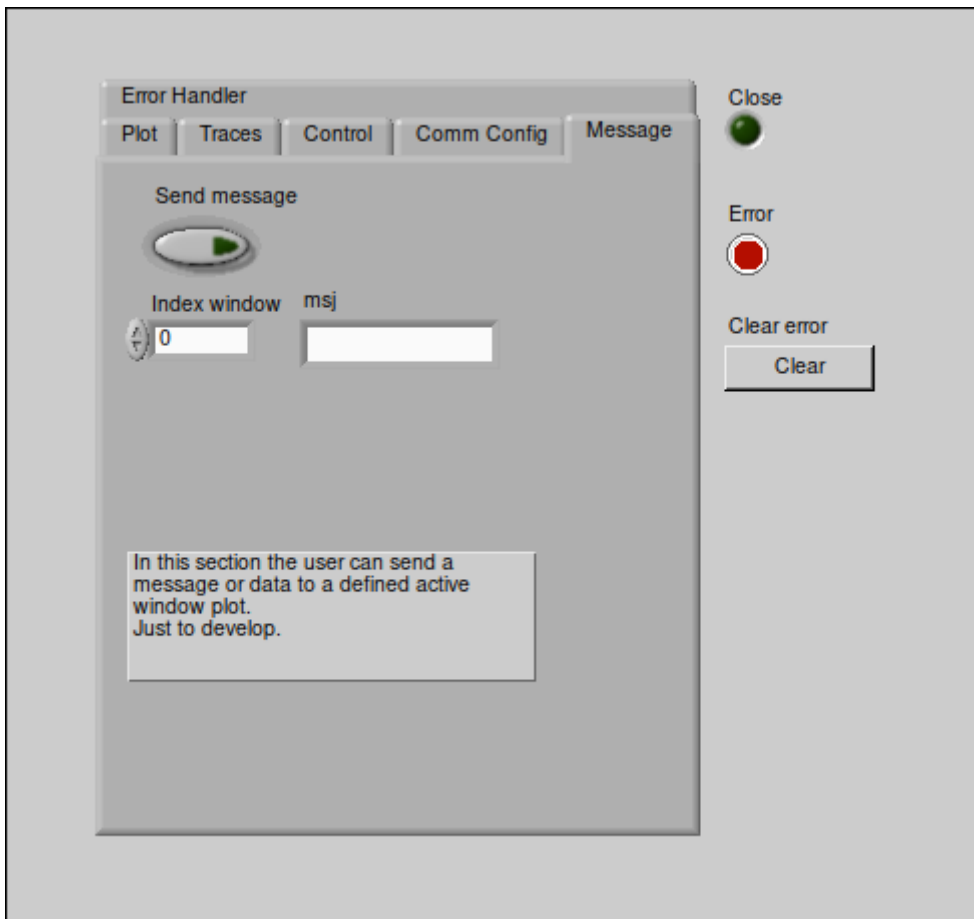 Error Handler
Plot Traces Control Comm Config Message
Send message
Index window msj
0
In this section the user can send a
message or data to a defined active
window plot.
Just to develop.
Close
Error
Clear error
Clear